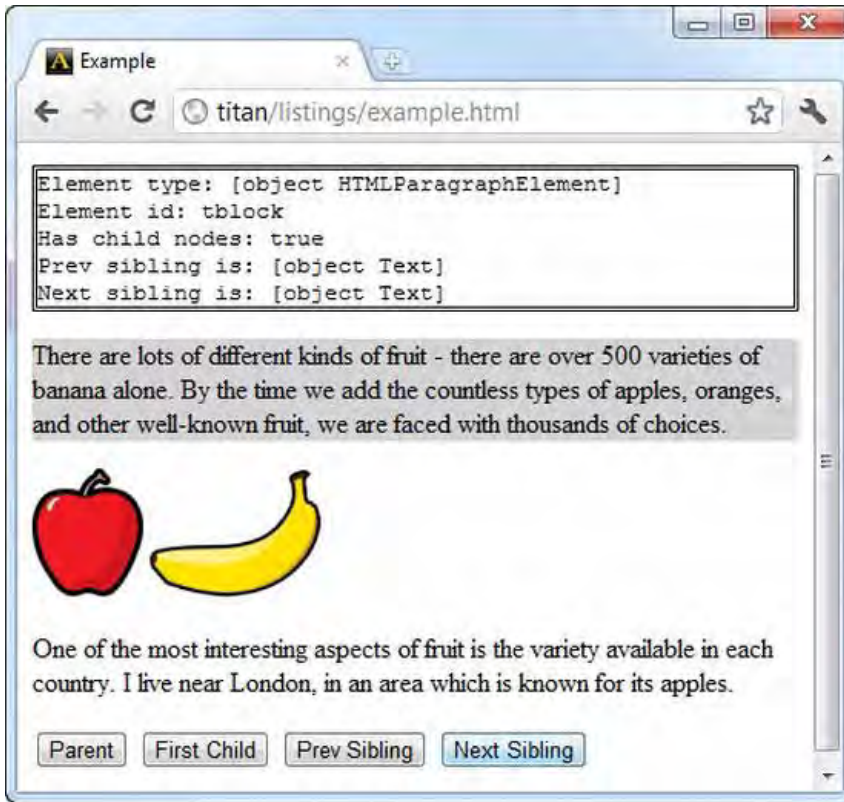 Example
titan/listings/example.html
Element type: [object HTMLParagraphElement]
Element id: tblock
Has child nodes: true
Prev sibling is: [object Text]
Next sibling is: [object Text]
There are lots of different kinds of fruit - there are over 500 varieties of
banana alone. By the time we add the countless types of apples, oranges,
and other well-known fruit, we are faced with thousands of choices.
One of the most interesting aspects of fruit is the variety available in each
country. I live near London, in an area which is known for its apples.
Parent First Child Prev Sibling Next Sibling